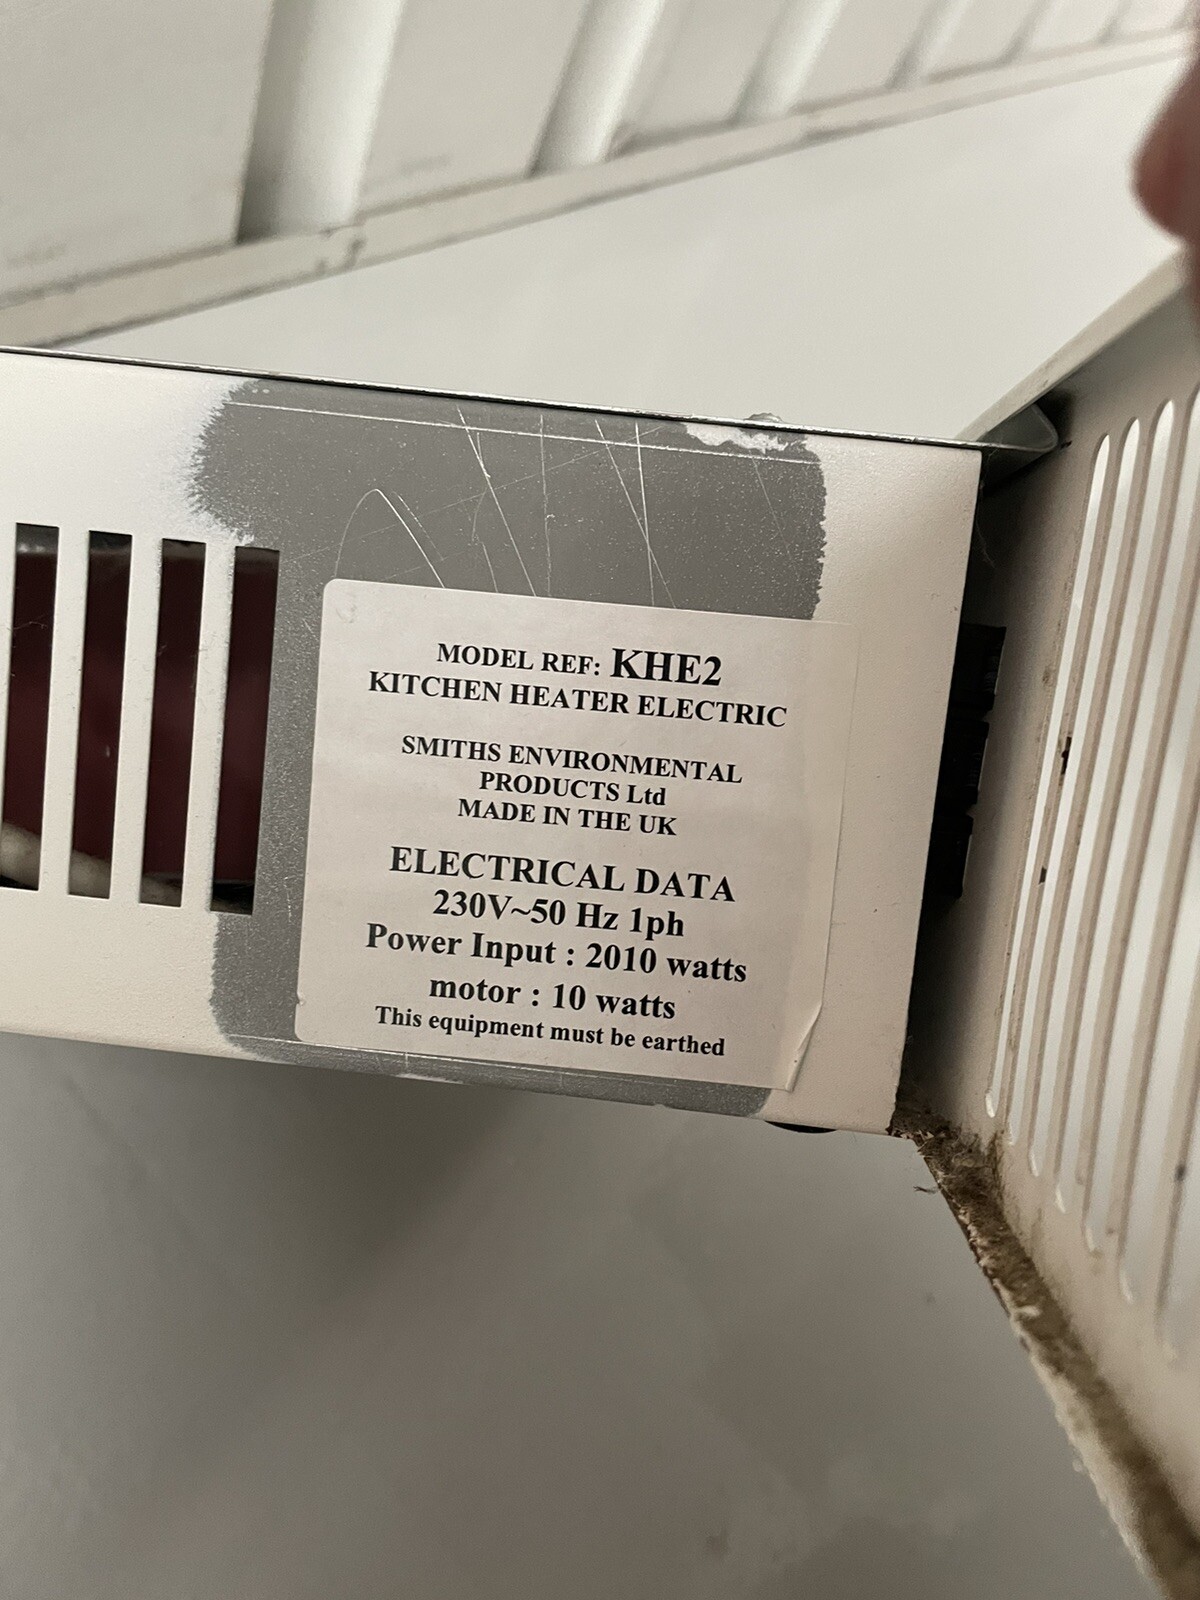 MODEL REF: KHE2
KITCHEN HEATER ELECTRIC
SMITHS ENVIRONMENTAL
PRODUCTS Ltd
MADE IN THE UK
ELECTRICAL DATA
230V~50 Hz 1ph
Power Input : 2010 watts
motor : 10 watts
This equipment must be earthed